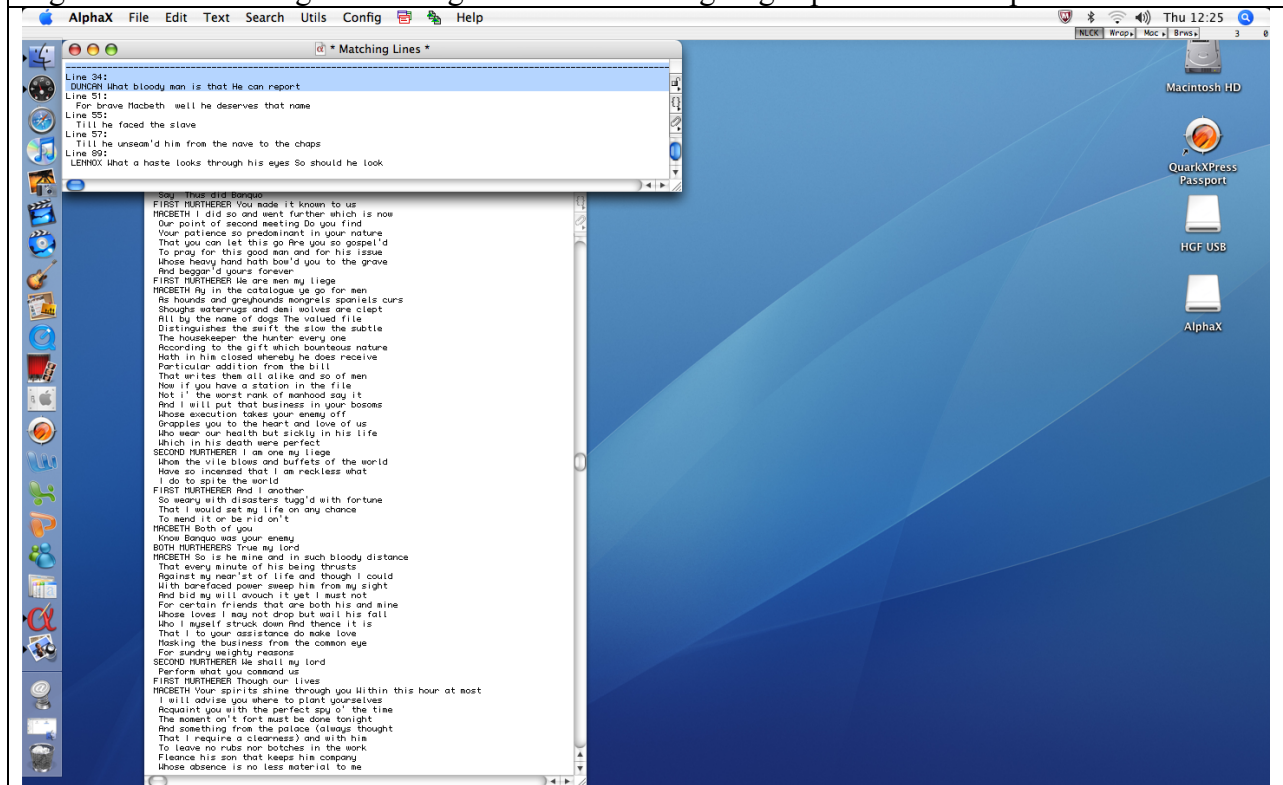 AlphaX File Edit Text Search Utils Config Help Thu 12:25
NLCK Wrap Mac Brws 3 0
* Matching Lines *
Line 34:
DUNCAN What bloody man is that He can report
Line 51:
For brave Macbeth well he deserves that name
Line 55:
Till he faced the slave
Line 57:
Till he unseam'd him from the nave to the chaps
Line 89:
LENNOX What a haste looks through his eyes So should he look
Say Thus did Banquo
FIRST MURTHERER You made it known to us
MACBETH I did so and went further which is now
Our point of second meeting Do you find
Your patience so predominant in your nature
That you can let this go Are you so gospel'd
To pray for this good man and for his issue
Whose heavy hand hath bow'd you to the grave
And beggar'd yours forever
FIRST MURTHERER We are men my liege
MACBETH Ay in the catalogue ye go for men
As hounds and greyhounds mongrels spaniels curs
Shoughs waterrugs and demi wolves are clept
All by the name of dogs The valued file
Distinguishes the swift the slow the subtle
The housekeeper the hunter every one
According to the gift which bounteous nature
Hath in him closed whereby he does receive
Particular addition from the bill
That writes them all alike and so of men
Now if you have a station in the file
Not i' the worst rank of manhood say it
And I will put that business in your bosoms
Whose execution takes your enemy off
Grapples you to the heart and love of us
Who wear our health but sickly in his life
Which in his death were perfect
SECOND MURTHERER I am one my liege
Whom the vile blows and buffets of the world
Have so incensed that I am reckless what
I do to spite the world
FIRST MURTHERER And I another
So weary with disasters tugg'd with fortune
That I would set my life on any chance
To mend it or be rid on't
MACBETH Both of you
Know Banquo was your enemy
BOTH MURTHERERS True my lord
MACBETH So is he mine and in such bloody distance
That every minute of his being thrusts
Against my near'st of life and though I could
With barefaced power sweep him from my sight
And bid my will avouch it yet I must not
For certain friends that are both his and mine
Whose loves I may not drop but wail his fall
Who I myself struck down And thence it is
That I to your assistance do make love
Masking the business from the common eye
For sundry weighty reasons
SECOND MURTHERER We shall my lord
Perform what you command us
FIRST MURTHERER Though our lives
MACBETH Your spirits shine through you Within this hour at most
I will advise you where to plant yourselves
Acquaint you with the perfect spy o' the time
The moment on't fort must be done tonight
And something from the palace (always thought
That I require a clearness) and with him
To leave no rubs nor botches in the work
Fleance his son that keeps him company
Whose absence is no less material to me
Macintosh HD
QuarkXPress
Passport
HGF USB
AlphaX